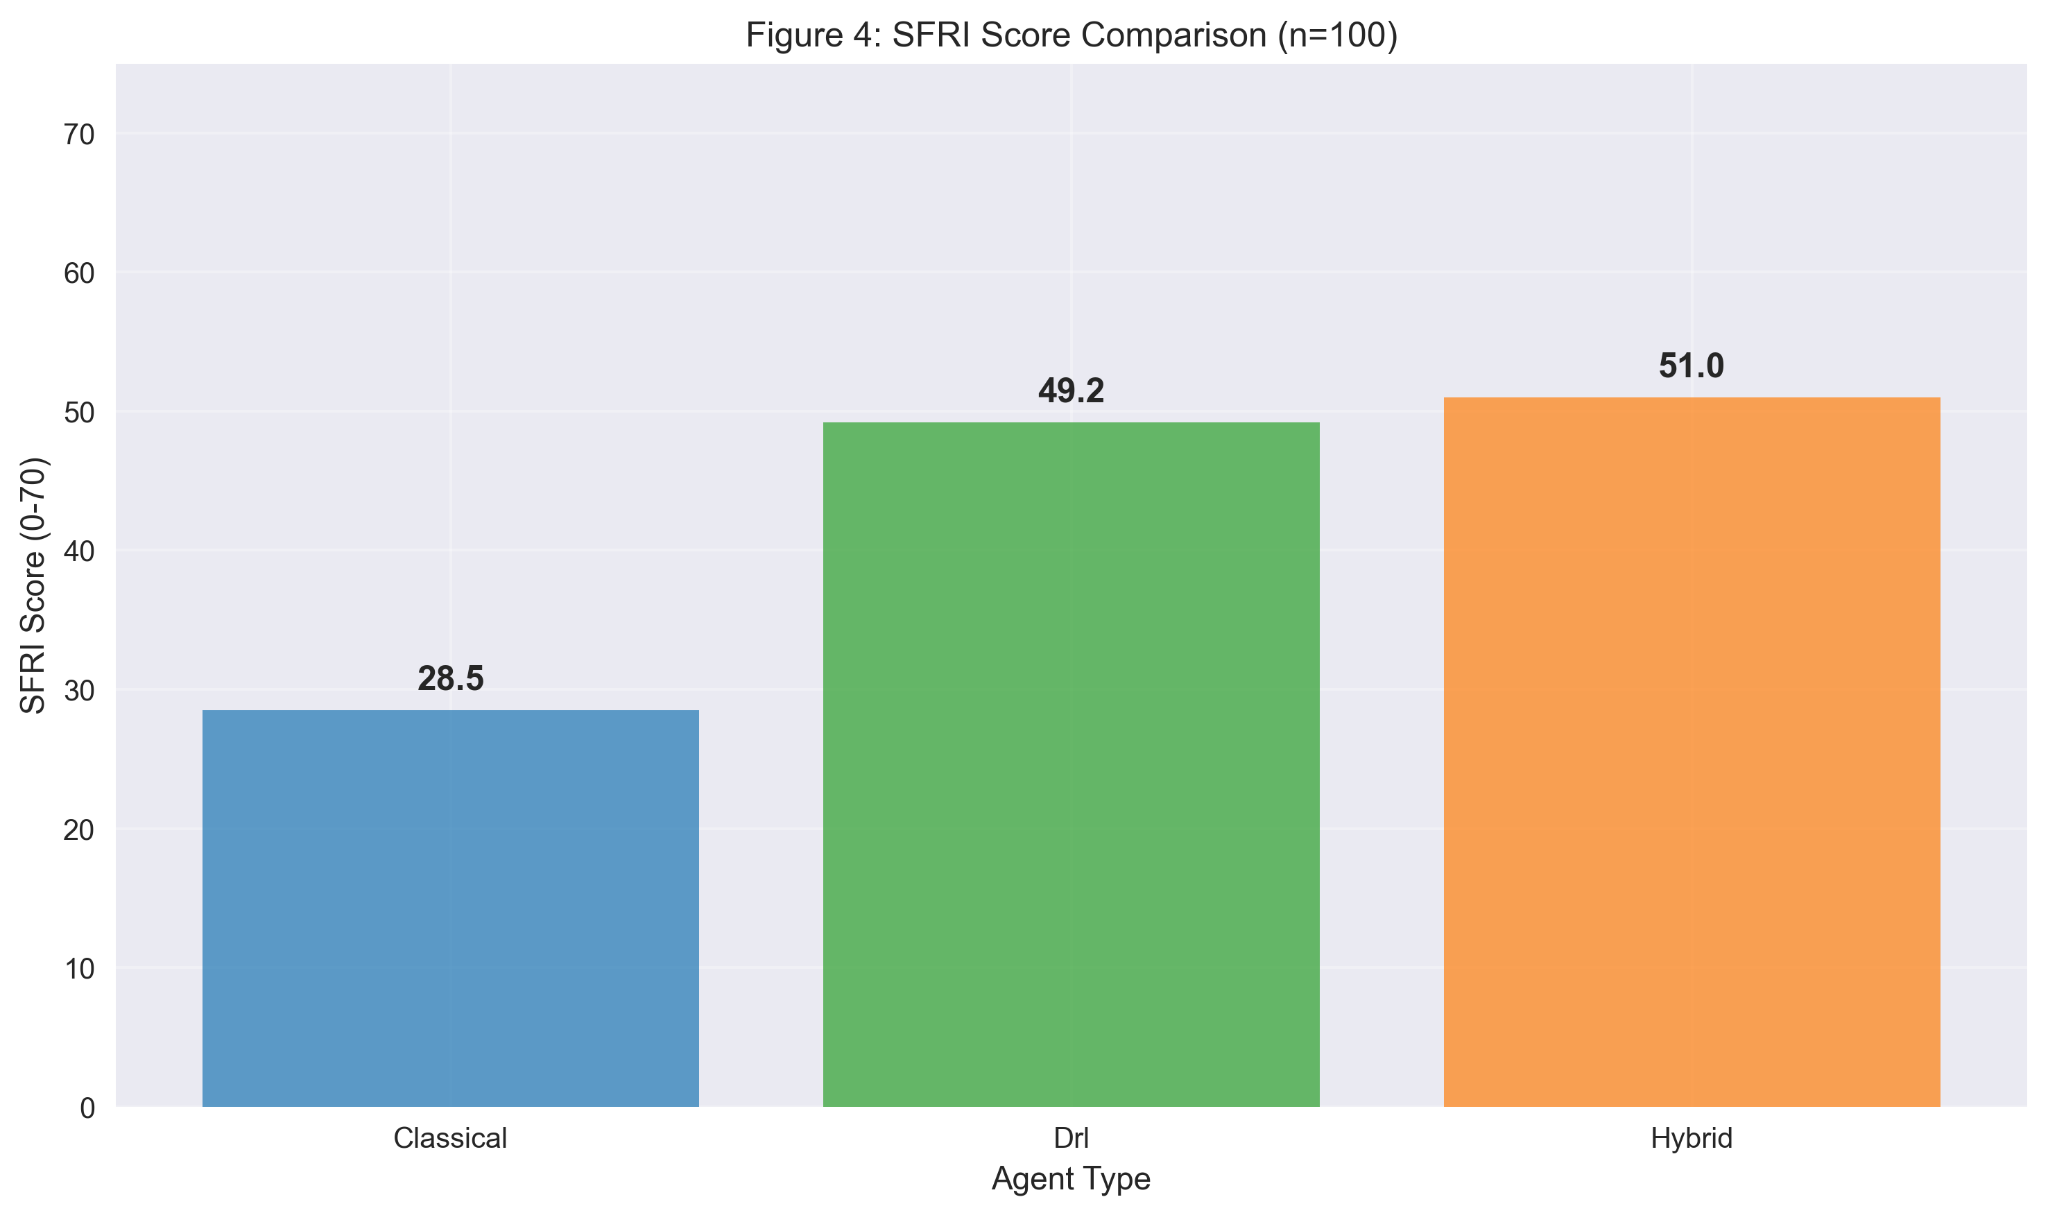 Figure 4: SFRI Score Comparison (n=100)
SFRI Score (0-70)
70
60
50
40
30
20
10
0
28.5
49.2
51.0
Classical
Drl
Hybrid
Agent Type